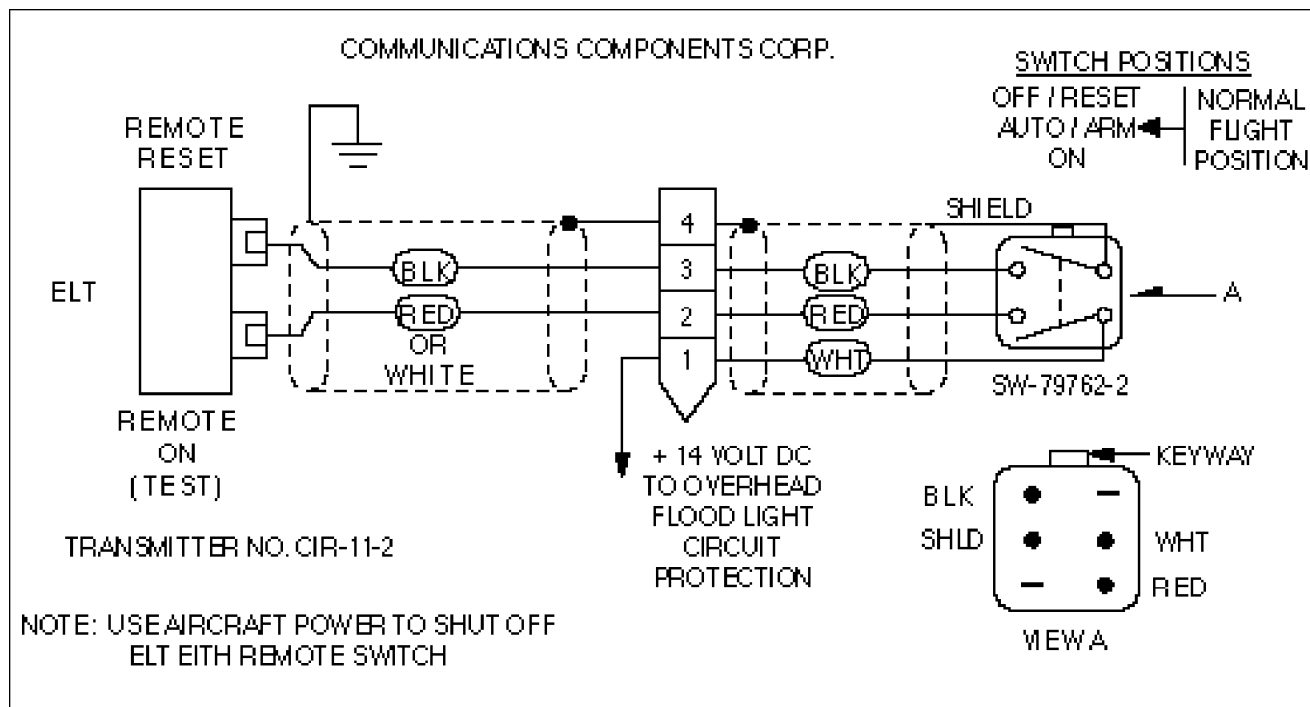 COMMUNICATIONS COMPONENTS CORP.
SWITCH POSITIONS
OFF / RESET
AUTO / ARM
ON
NORMAL
FLIGHT
POSITION
REMOTE
RESET
ELT
REMOTE
ON
(TEST)
BLK
RED
OR
WHITE
4
3
2
1
SHIELD
BLK
RED
WHT
A
SW-79762-2
+ 14 VOLT DC
TO OVERHEAD
FLOOD LIGHT
CIRCUIT
PROTECTION
KEYWAY
BLK
SHLD
WHT
RED
VIEW A
TRANSMITTER NO. CIR-11-2
NOTE: USE AIRCRAFT POWER TO SHUT OFF
ELT EITH REMOTE SWITCH